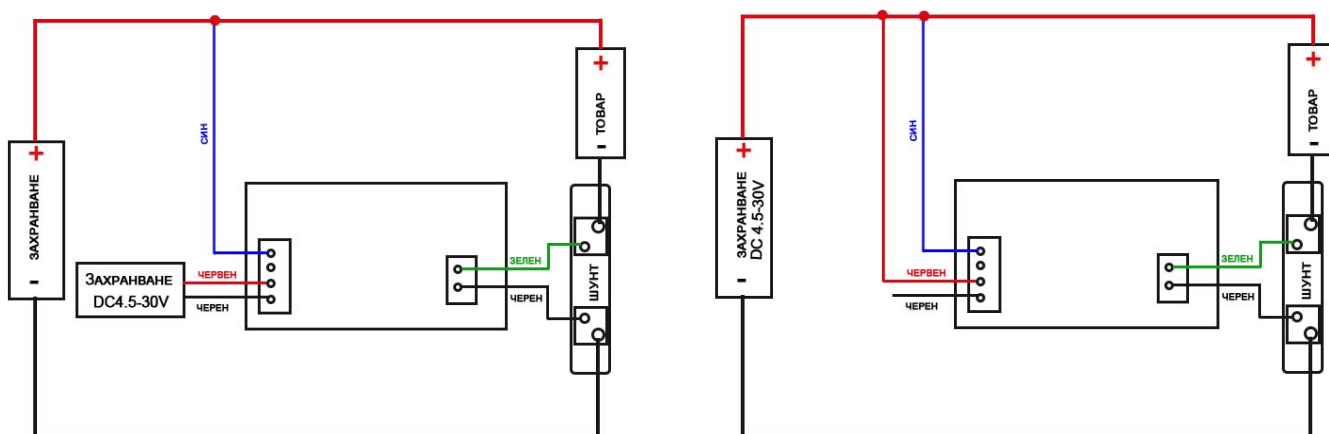 +
ЗАХРАНВАНЕ
-
СИН
+
ТОВАР
-
ЗАХРАНВАНЕ
DC4.5-30V
ЧЕРВЕН
ЧЕРЕН
ЗЕЛЕН
ЧЕРЕН
ШУНТ
+
ЗАХРАНВАНЕ
DC 4.5-30V
-
СИН
+
ТОВАР
-
ЧЕРВЕН
ЧЕРЕН
ЗЕЛЕН
ЧЕРЕН
ШУНТ